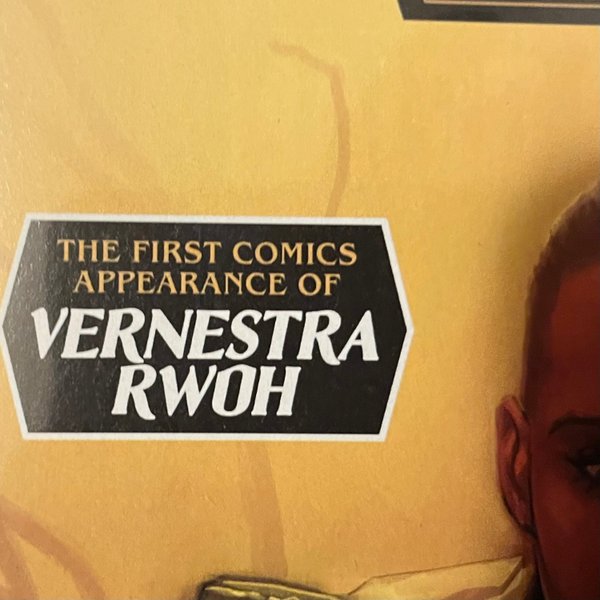 THE FIRST COMICS
APPEARANCE OF
VERNESTRA
RWOH